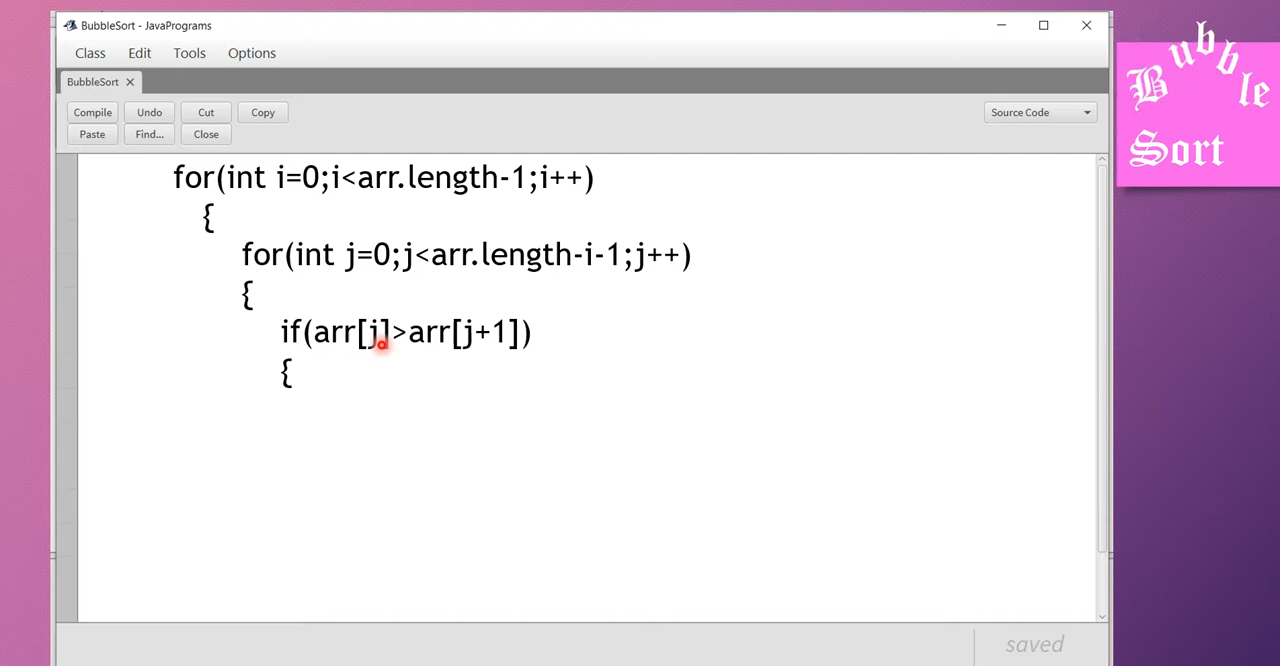 BubbleSort - JavaPrograms
Class Edit Tools Options
BubbleSort
Compile Undo Cut Copy Source Code
Paste Find... Close
for(int i=0;i<arr.length-1;i++)
{
for(int j=0;j<arr.length-i-1;j++)
{
if(arr[j]>arr[j+1])
{
saved
Bubble
Sort